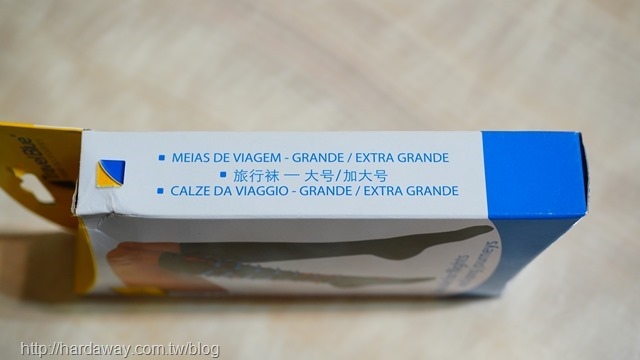 MEIAS DE VIAGEM - GRANDE / EXTRA GRANDE
旅行袜 — 大号/加大号
CALZE DA VIAGGIO - GRANDE / EXTRA GRANDE
http://hardaway.com.tw/blog